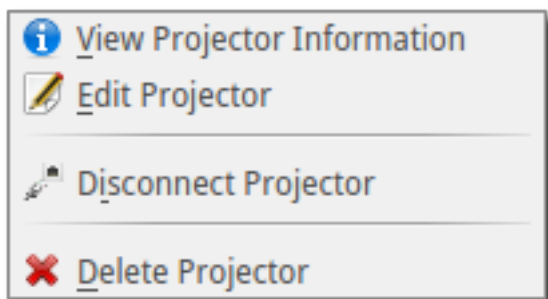 View Projector Information
Edit Projector
Disconnect Projector
Delete Projector